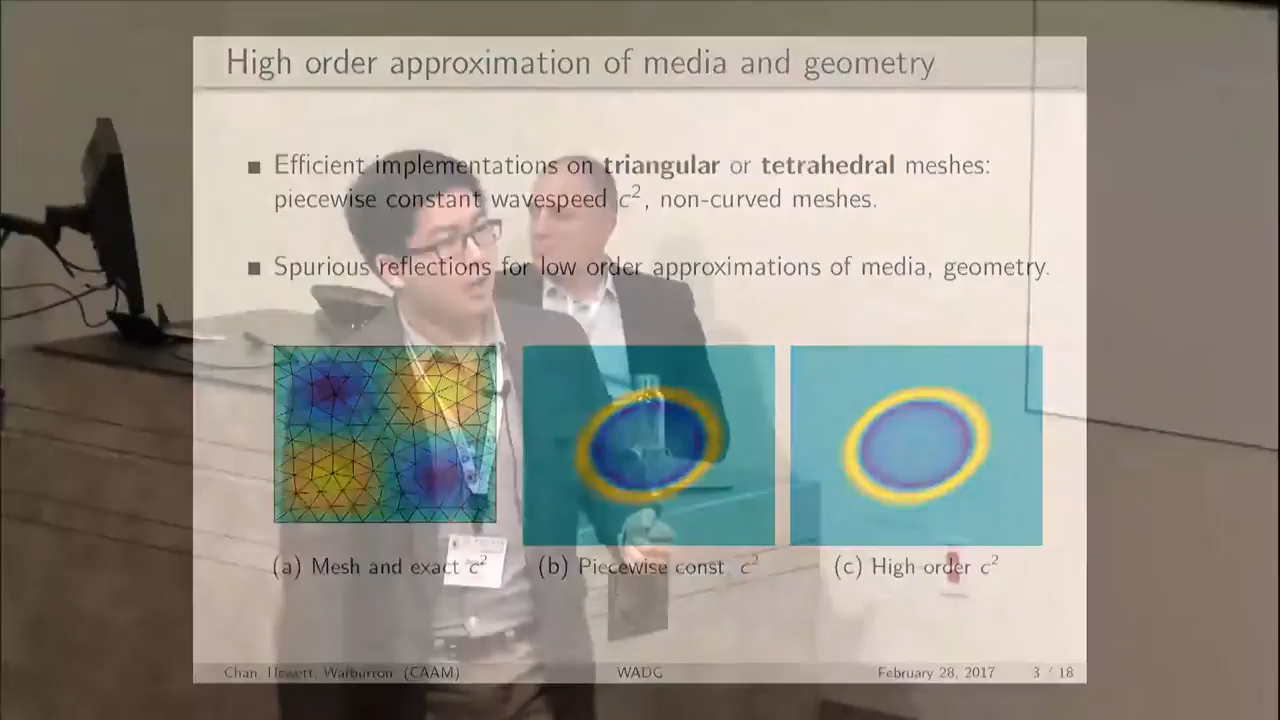 High order approximation of media and geometry
Efficient implementations on triangular or tetrahedral meshes:
piecewise constant wavespeed c², non-curved meshes.
Spurious reflections for low order approximations of media, geometry.
(a) Mesh and exact c²
(b) Piecewise const. c²
(c) High order c²
Chan, Hewett, Warburton (CAAM)
WADG
February 28, 2017
3 / 18